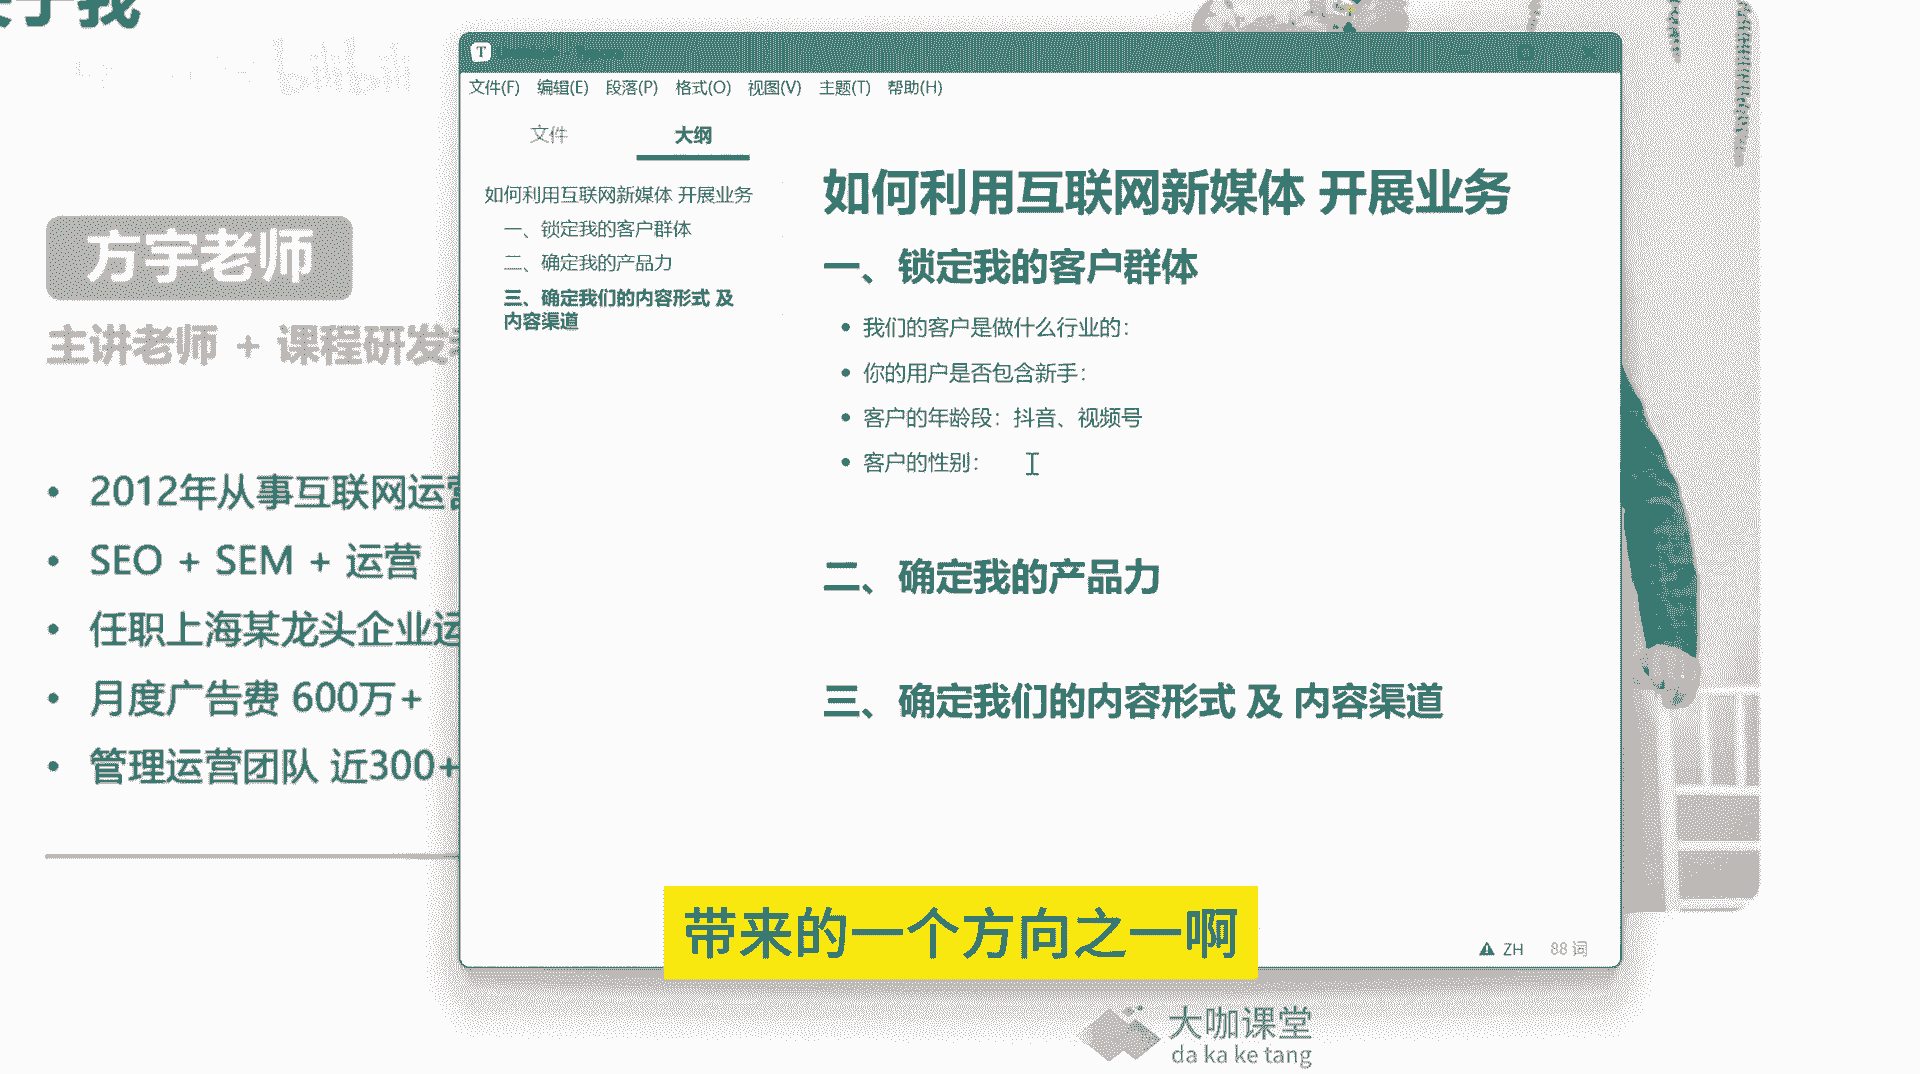 关于我
bilibili
方宇老师
主讲老师 + 课程研发
• 2012年从事互联网运营
• SEO + SEM + 运营
• 任职上海某龙头企业运
• 月度广告费 600万+
• 管理运营团队 近300+
T
文件(F) 编辑(E) 段落(P) 格式(O) 视图(V) 主题(T) 帮助(H)
文件 大纲
如何利用互联网新媒体 开展业务
一、锁定我的客户群体
二、确定我的产品力
三、确定我们的内容形式 及
内容渠道
如何利用互联网新媒体 开展业务
一、锁定我的客户群体
• 我们的客户是做什么行业的：
• 你的用户是否包含新手：
• 客户的年龄段：抖音、视频号
• 客户的性别：
二、确定我的产品力
三、确定我们的内容形式 及 内容渠道
ZH 88 词
带来的一个方向之一啊
大咖课堂
da ka ke tang